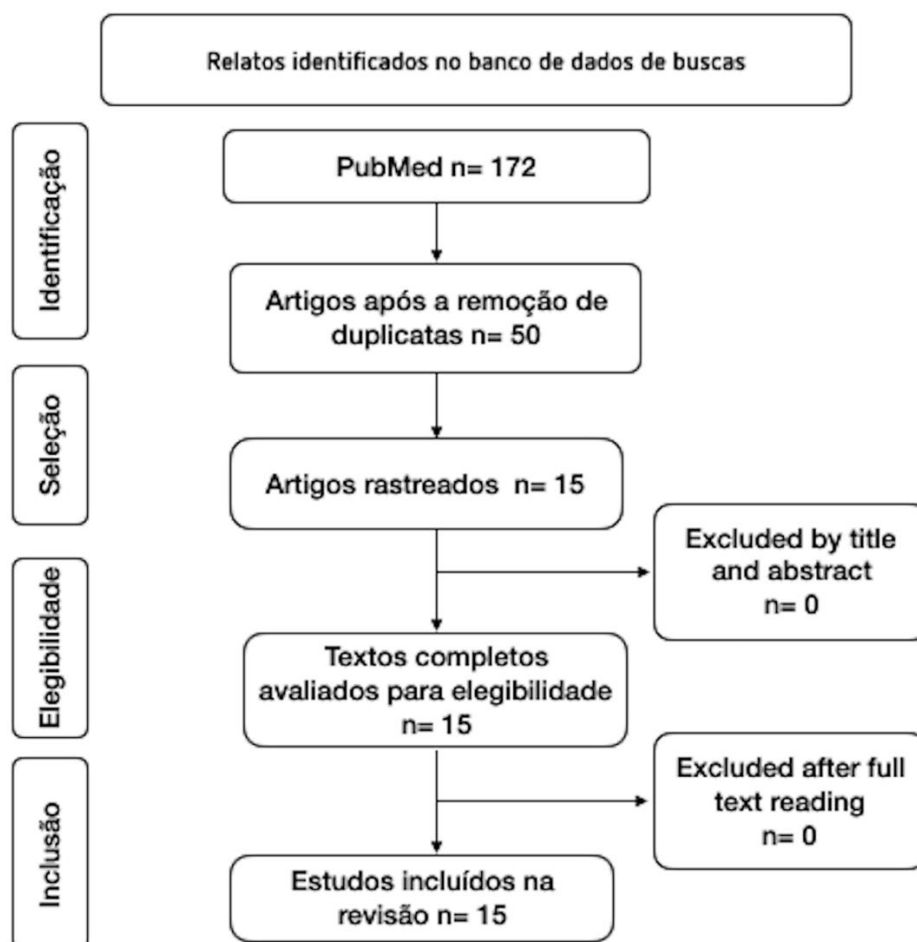 Relatos identificados no banco de dados de buscas
Identificação
PubMed n= 172
Artigos após a remoção de
duplicatas n= 50
Seleção
Artigos rastreados n= 15
Excluded by title
and abstract
n= 0
Elegibilidade
Textos completos
avaliados para elegibilidade
n= 15
Excluded after full
text reading
n= 0
Inclusão
Estudos incluídos na
revisão n= 15